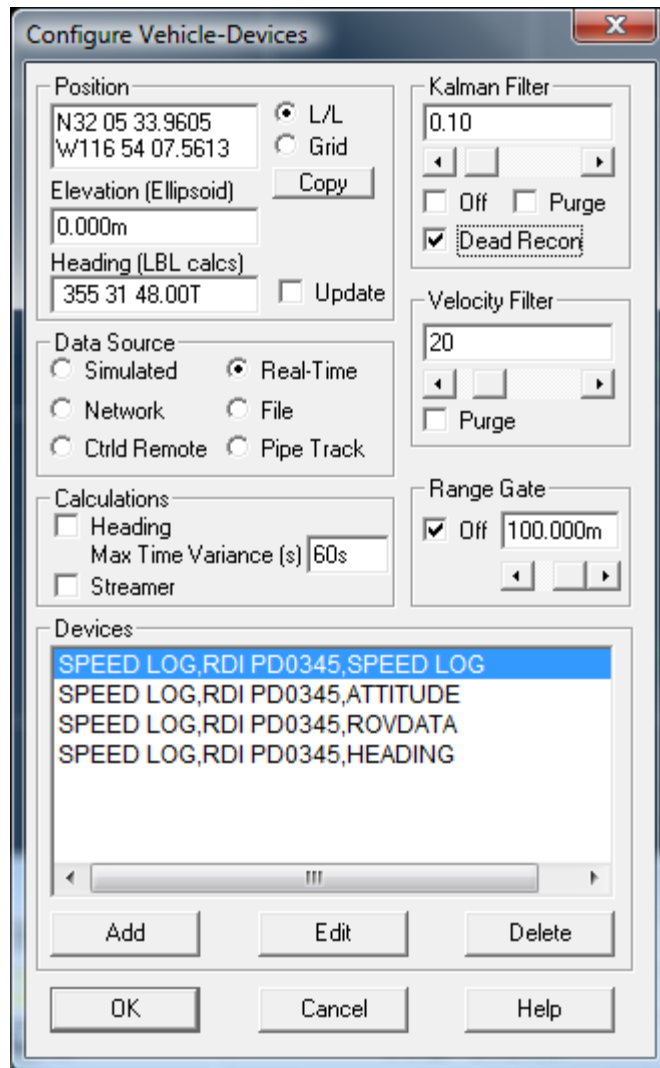 Configure Vehicle-Devices
Position
N32 05 33.9605
W116 54 07.5613
L/L
Grid
Copy
Elevation (Ellipsoid)
0.000m
Heading (LBL calcs)
355 31 48.00T
Update
Kalman Filter
0.10
Off
Purge
Dead Recon
Velocity Filter
20
Purge
Data Source
Simulated
Real-Time
Network
File
Ctrld Remote
Pipe Track
Calculations
Heading
Max Time Variance (s) 60s
Streamer
Range Gate
Off 100.000m
Devices
SPEED LOG,RDI PD0345,SPEED LOG
SPEED LOG,RDI PD0345,ATTITUDE
SPEED LOG,RDI PD0345,ROVDATA
SPEED LOG,RDI PD0345,HEADING
Add
Edit
Delete
OK
Cancel
Help